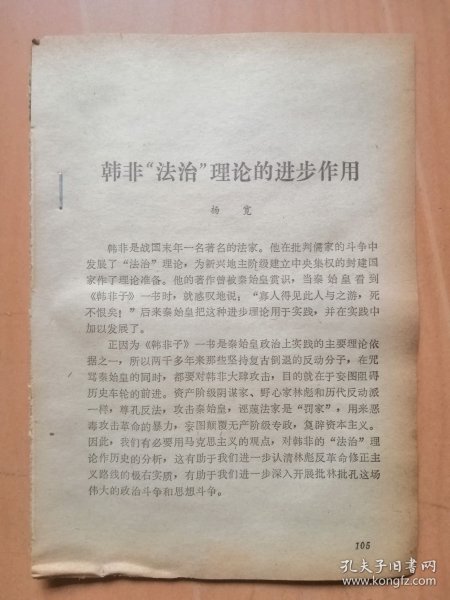 韩非“法治”理论的进步作用
杨 宽
韩非是战国末年一名著名的法家。他在批判儒家的斗争中
发展了“法治”理论，为新兴地主阶级建立中央集权的封建国
家作了理论准备。他的著作曾被秦始皇赏识，当秦始皇看到
《韩非子》一书时，就感叹地说：“寡人得见此人与之游，死
不恨矣！”后来秦始皇把这种进步理论用于实践，并在实践中
加以发展了。
正因为《韩非子》一书是秦始皇政治上实践的主要理论依
据之一，所以两千多年来那些坚持复古倒退的反动分子，在咒
骂秦始皇的同时，都要对韩非大肆攻击，目的就在于妄图阻碍
历史车轮的前进。资产阶级阴谋家、野心家林彪和历代反动派
一样，尊孔反法，攻击秦始皇，诬蔑法家是“罚家”，用来恶
毒攻击革命的暴力，妄图颠覆无产阶级专政，复辟资本主义。
因此，我们有必要用马克思主义的观点，对韩非的“法治”理
论作历史的分析，这有助于我们进一步认清林彪反革命修正主
义路线的极右实质，有助于我们进一步深入开展批林批孔这场
伟大的政治斗争和思想斗争。
105
孔夫子旧书网
www.kongfz.com